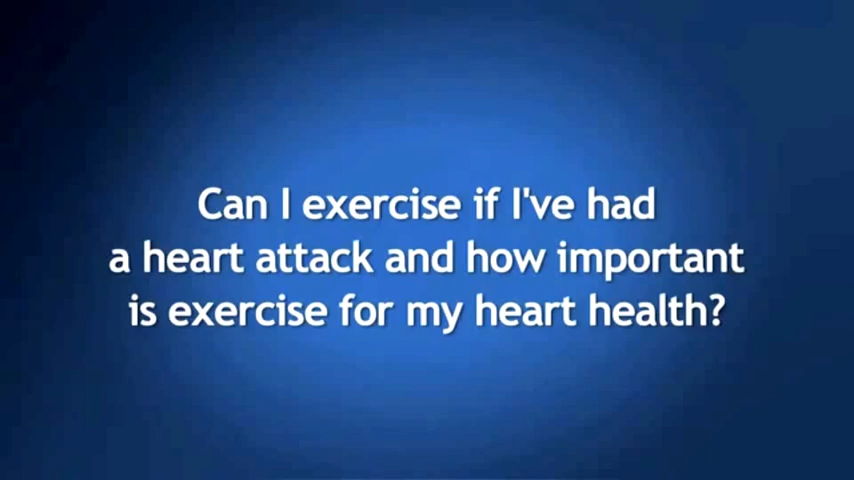 Can I exercise if I've had
a heart attack and how important
is exercise for my heart health?